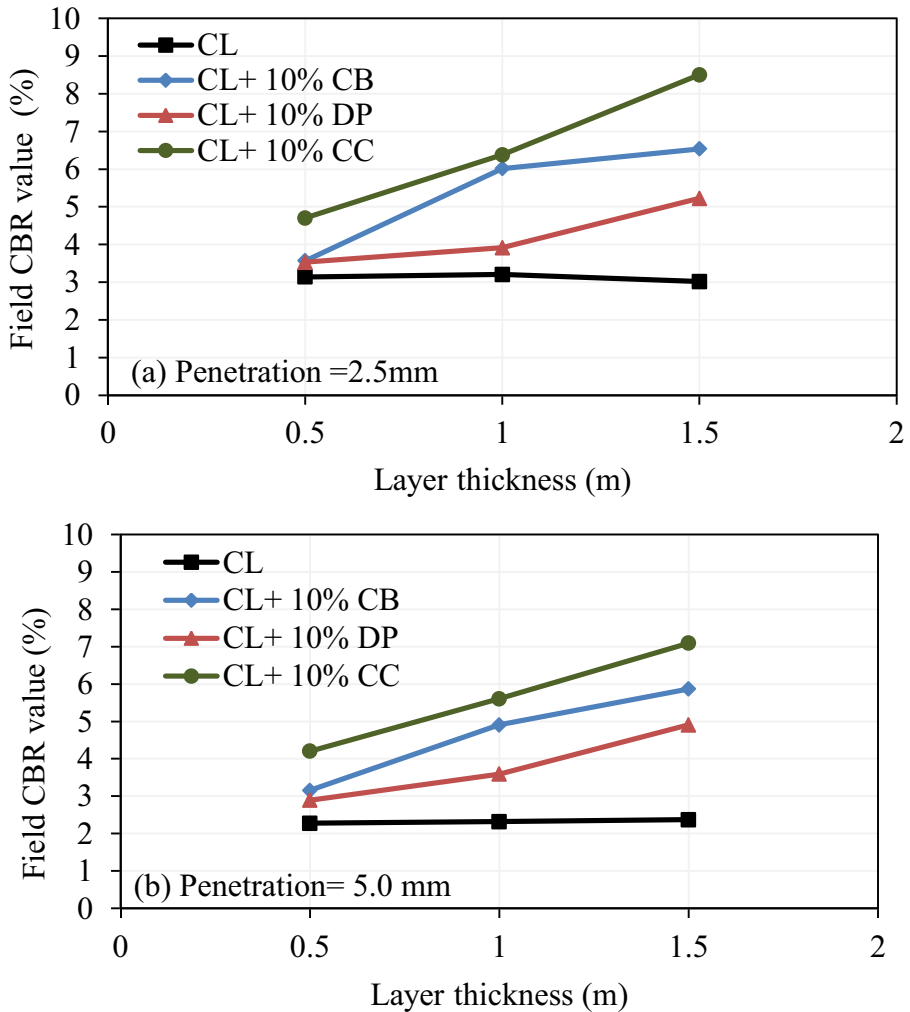 10
9
8
7
6
5
4
3
2
1
0
Field CBR value  (%)
CL
CL+ 10% CB
CL+ 10% DP
CL+ 10% CC
(a) Penetration =2.5mm
0
0.5
1
1.5
2
Layer thickness (m)
10
9
8
7
6
5
4
3
2
1
0
Field CBR value (%)
CL
CL+ 10% CB
CL+ 10% DP
CL+ 10% CC
(b) Penetration= 5.0 mm
0
0.5
1
1.5
2
Layer thickness (m)